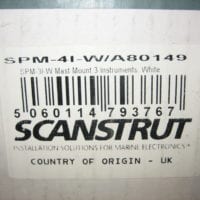 SPM-4I-W/A80149
SPM-3I-W Mast Mount 3 Instruments, White
5 060114 793767
SCANSTRUT
INSTALLATION SOLUTIONS FOR MARINE ELECTRONICS
COUNTRY OF ORIGIN - UK